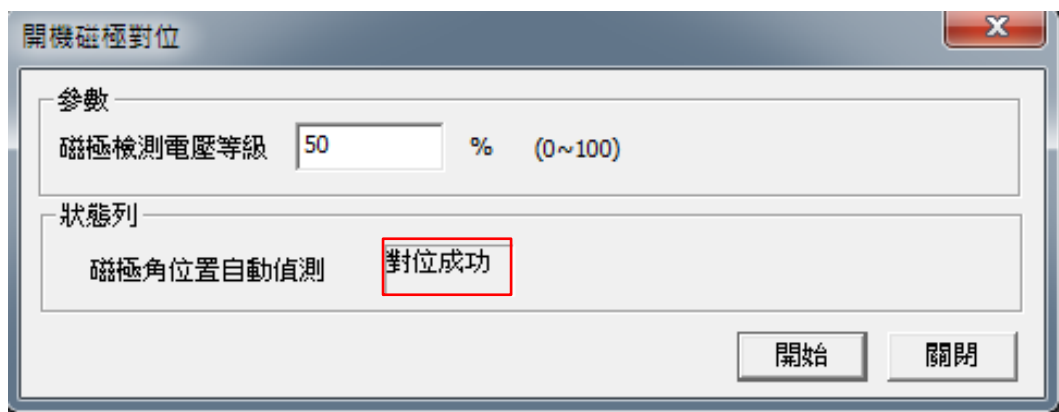 開機磁極對位
參數
磁極檢測電壓等級 50 % (0~100)
狀態列
磁極角位置自動偵測 對位成功
開始 關閉